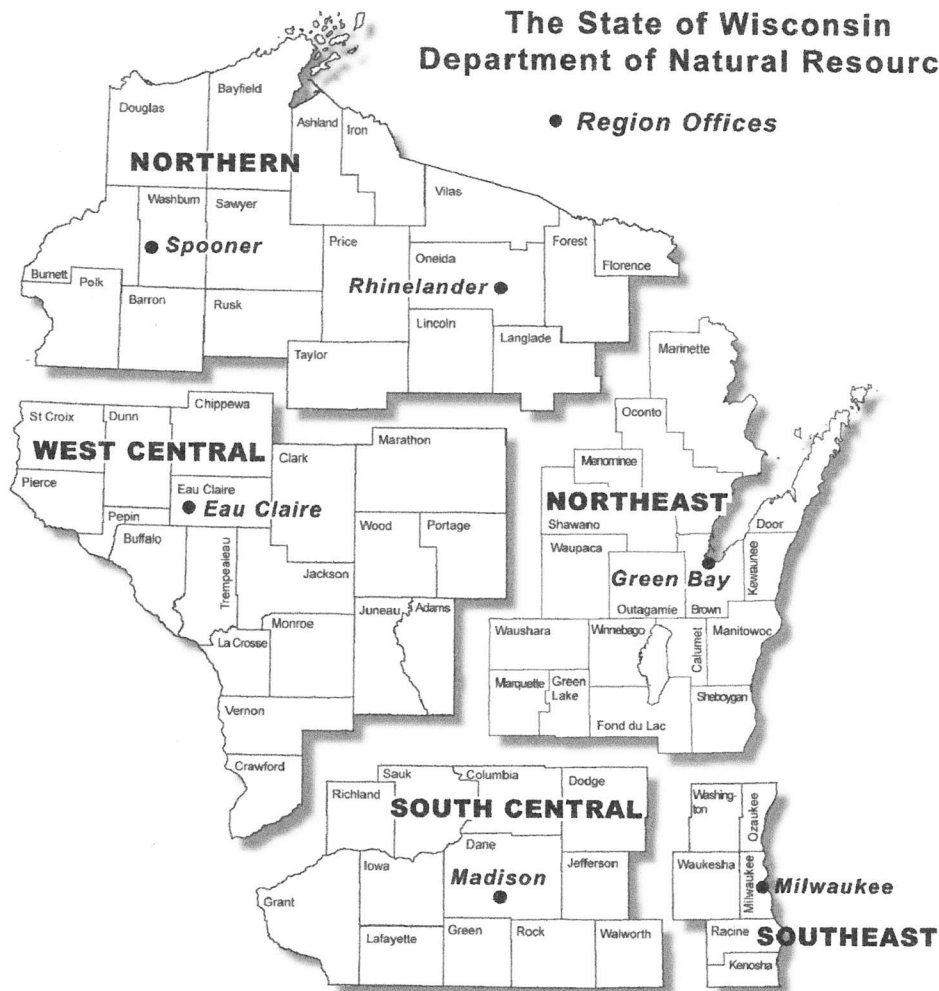 The State of Wisconsin
Department of Natural Resourc
Region Offices
Bayfield
Douglas
Ashland
Iron
NORTHERN
Vilas
Washburn
Sawyer
Spooner
Price
Oneida
Forest
Florence
Burnett
Polk
Rhinelander
Barron
Rusk
Lincoln
Langlade
Taylor
Marinette
Chippewa
St Croix
Dunn
Oconto
WEST CENTRAL
Clark
Marathon
Menominee
Pierce
Eau Claire
Eau Claire
NORTHEAST
Pepin
Buffalo
Wood
Portage
Shawano
Door
Waupaca
Trempealeau
Jackson
Green Bay
Kewaunee
Juneau
Adams
Outagamie
Brown
Monroe
La Crosse
Waushara
Winnebago
Calumet
Manitowoc
Marquette
Green
Lake
Sheboygan
Vernon
Fond du Lac
Crawford
Sauk
Columbia
Dodge
Richland
SOUTH CENTRAL
Washing-
ton
Ozaukee
Dane
Iowa
Jefferson
Waukesha
Milwaukee
Madison
Milwaukee
Grant
Lafayette
Green
Rock
Walworth
Racine
SOUTHEAST
Kenosha